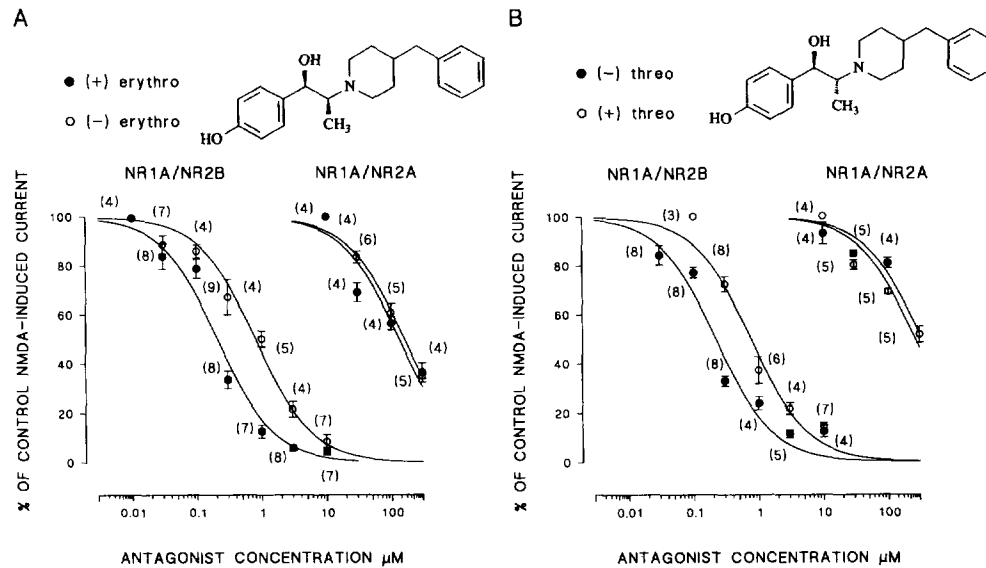 A
● (+) erythro
○ (-) erythro
OH
N
CH3
HO
NR1A/NR2B
NR1A/NR2A
% OF CONTROL NMDA-INDUCED CURRENT
100
80
60
40
20
0
(4)
(7)
(4)
(8)
(9)
(4)
(8)
(5)
(4)
(7)
(7)
(8)
(7)
(4)
(6)
(4)
(5)
(4)
(4)
(5)
0.01 0.1 1 10 100
ANTAGONIST CONCENTRATION µM
B
● (-) threo
○ (+) threo
OH
N
CH3
HO
NR1A/NR2B
NR1A/NR2A
% OF CONTROL NMDA-INDUCED CURRENT
100
80
60
40
20
0
(3)
(8)
(8)
(8)
(8)
(6)
(4)
(4)
(7)
(5)
(4)
(4)
(4)
(5)
(4)
(5)
(5)
(5)
0.01 0.1 1 10 100
ANTAGONIST CONCENTRATION µM